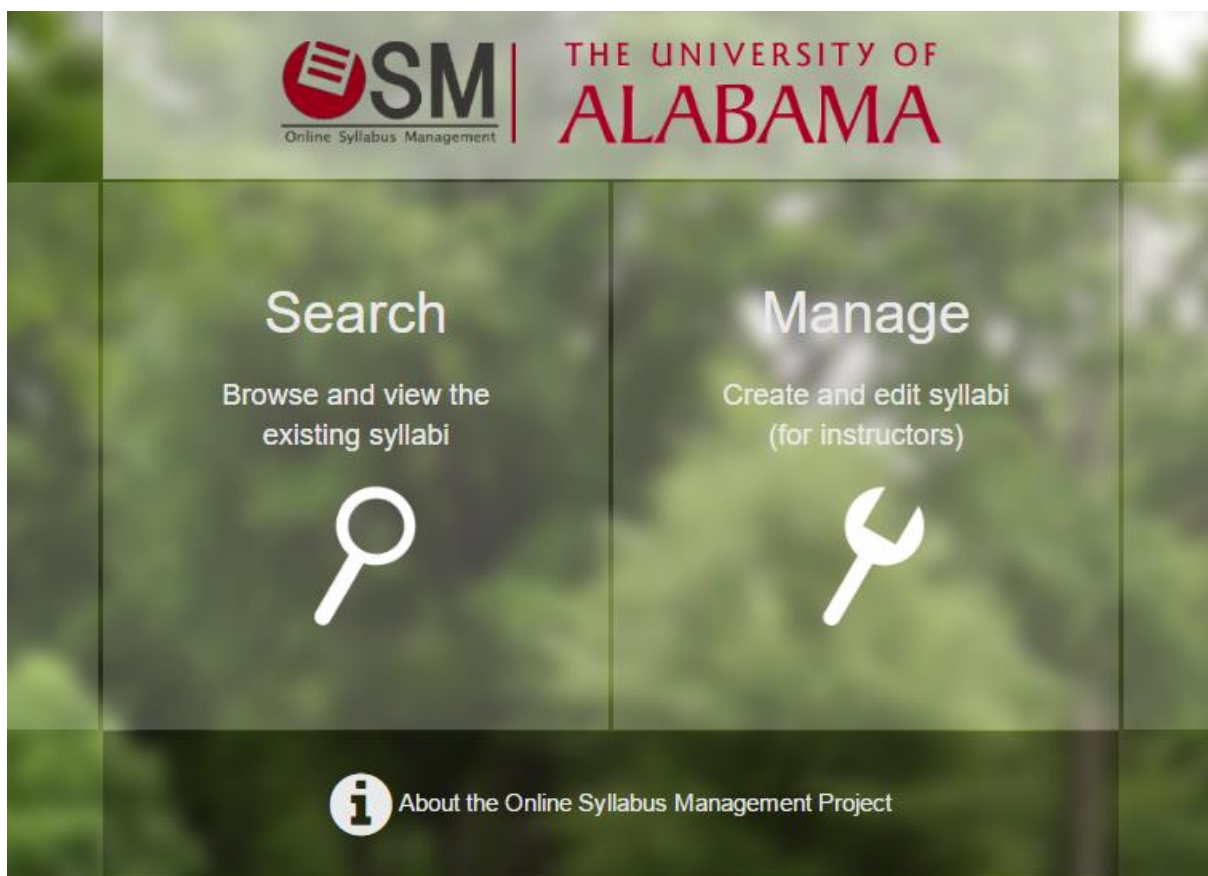 OSM
Online Syllabus Management
THE UNIVERSITY OF
ALABAMA
Search
Browse and view the
existing syllabi
Manage
Create and edit syllabi
(for instructors)
i About the Online Syllabus Management Project